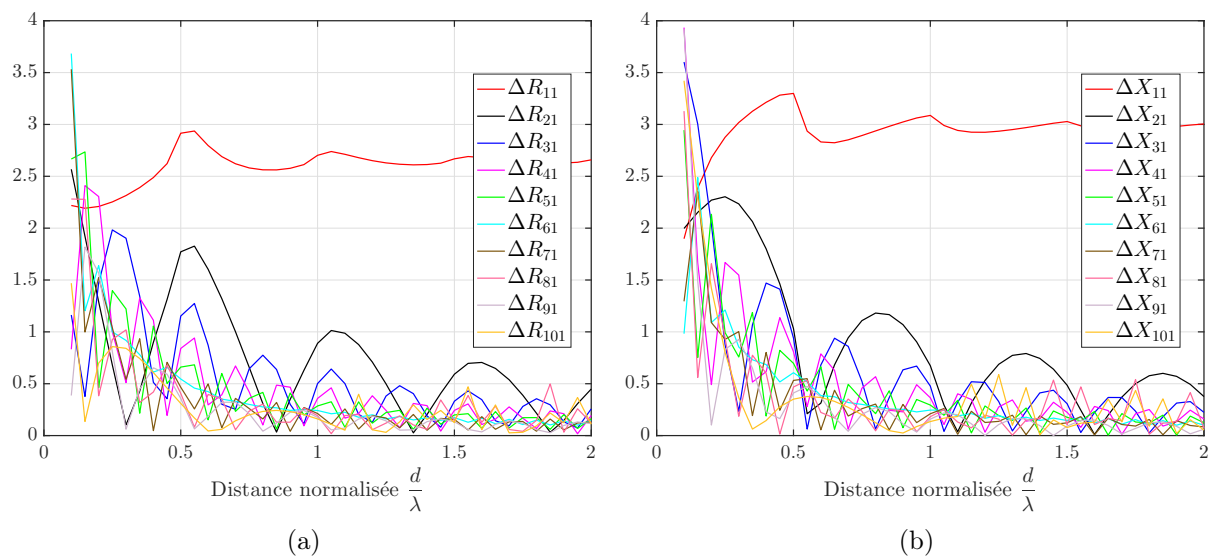 4
3.5
3
2.5
2
1.5
1
0.5
0
0 0.5 1 1.5 2
ΔR₁₁
ΔR₂₁
ΔR₃₁
ΔR₄₁
ΔR₅₁
ΔR₆₁
ΔR₇₁
ΔR₈₁
ΔR₉₁
ΔR₁₀₁
Distance normalisée d/λ
(a)
4
3.5
3
2.5
2
1.5
1
0.5
0
0 0.5 1 1.5 2
ΔX₁₁
ΔX₂₁
ΔX₃₁
ΔX₄₁
ΔX₅₁
ΔX₆₁
ΔX₇₁
ΔX₈₁
ΔX₉₁
ΔX₁₀₁
Distance normalisée d/λ
(b)